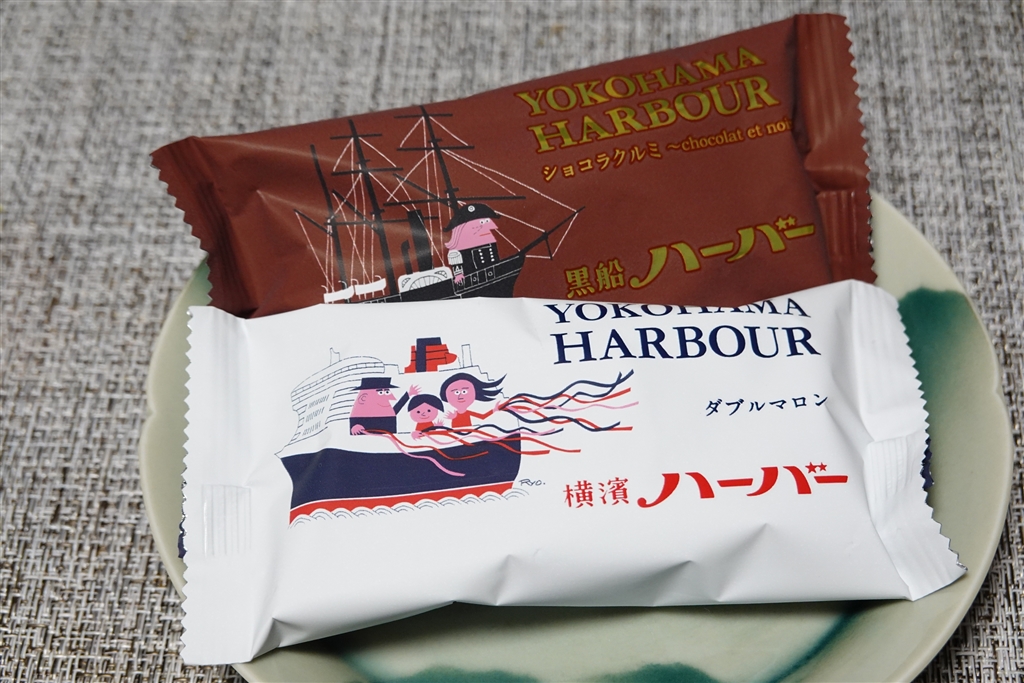 YOKOHAMA
HARBOUR
ショコラクルミ ~chocolat et noi
黒船 ハーバー
YOKOHAMA
HARBOUR
ダブルマロン
横濱 ハーバー
RYO.